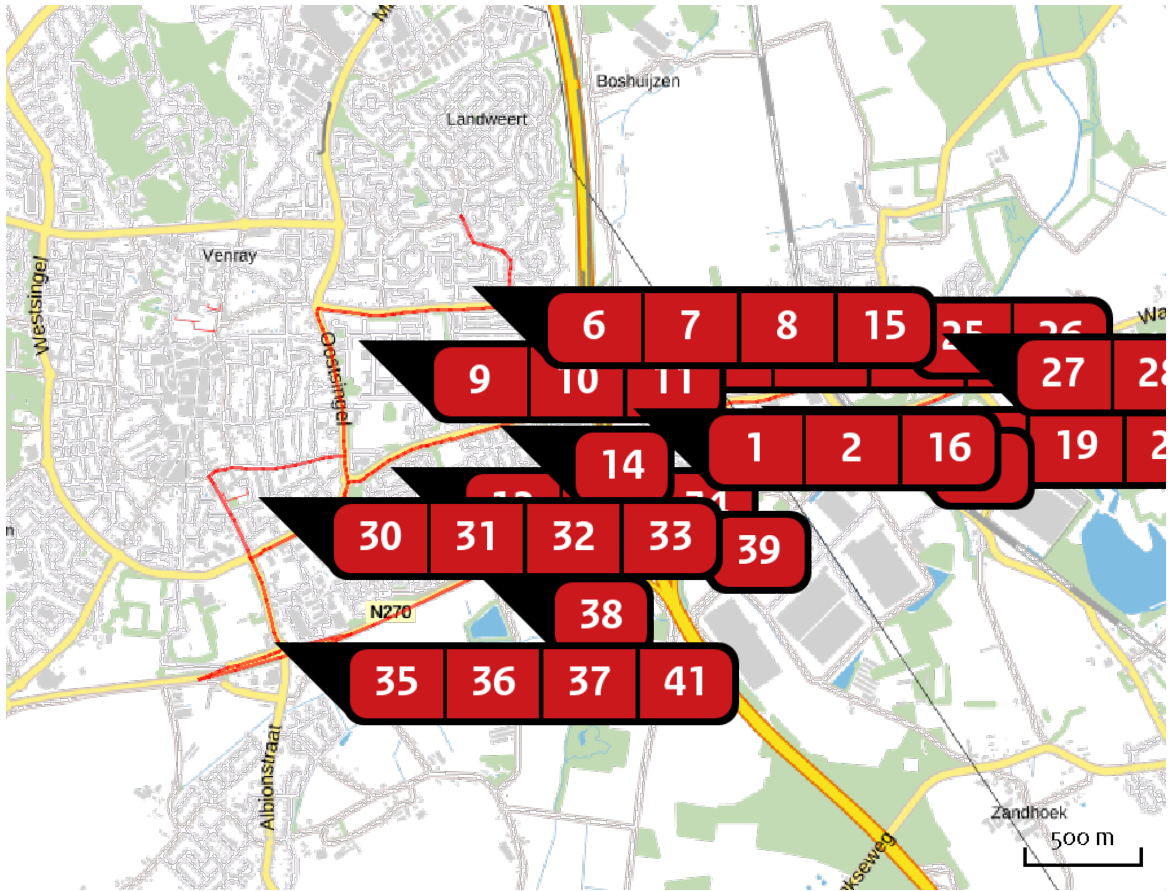 Boshuijzen
Landweert
Venray
Westsingel
Oostsingel
6 7 8 15
25 26
27
9 10 11
1 2 16
19
14
30 31 32 33
39
N270
38
35 36 37 41
Albionstraat
Zandhoek
500 m